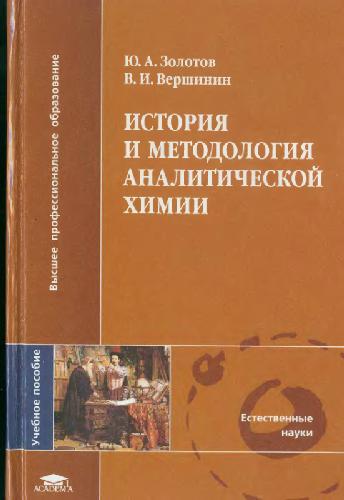 Ю. А. Золотов
В. И. Вершинин
ИСТОРИЯ
И МЕТОДОЛОГИЯ
АНАЛИТИЧЕСКОЙ
ХИМИИ
Высшее профессиональное образование
Учебное пособие
Естественные
науки
ACADEMA